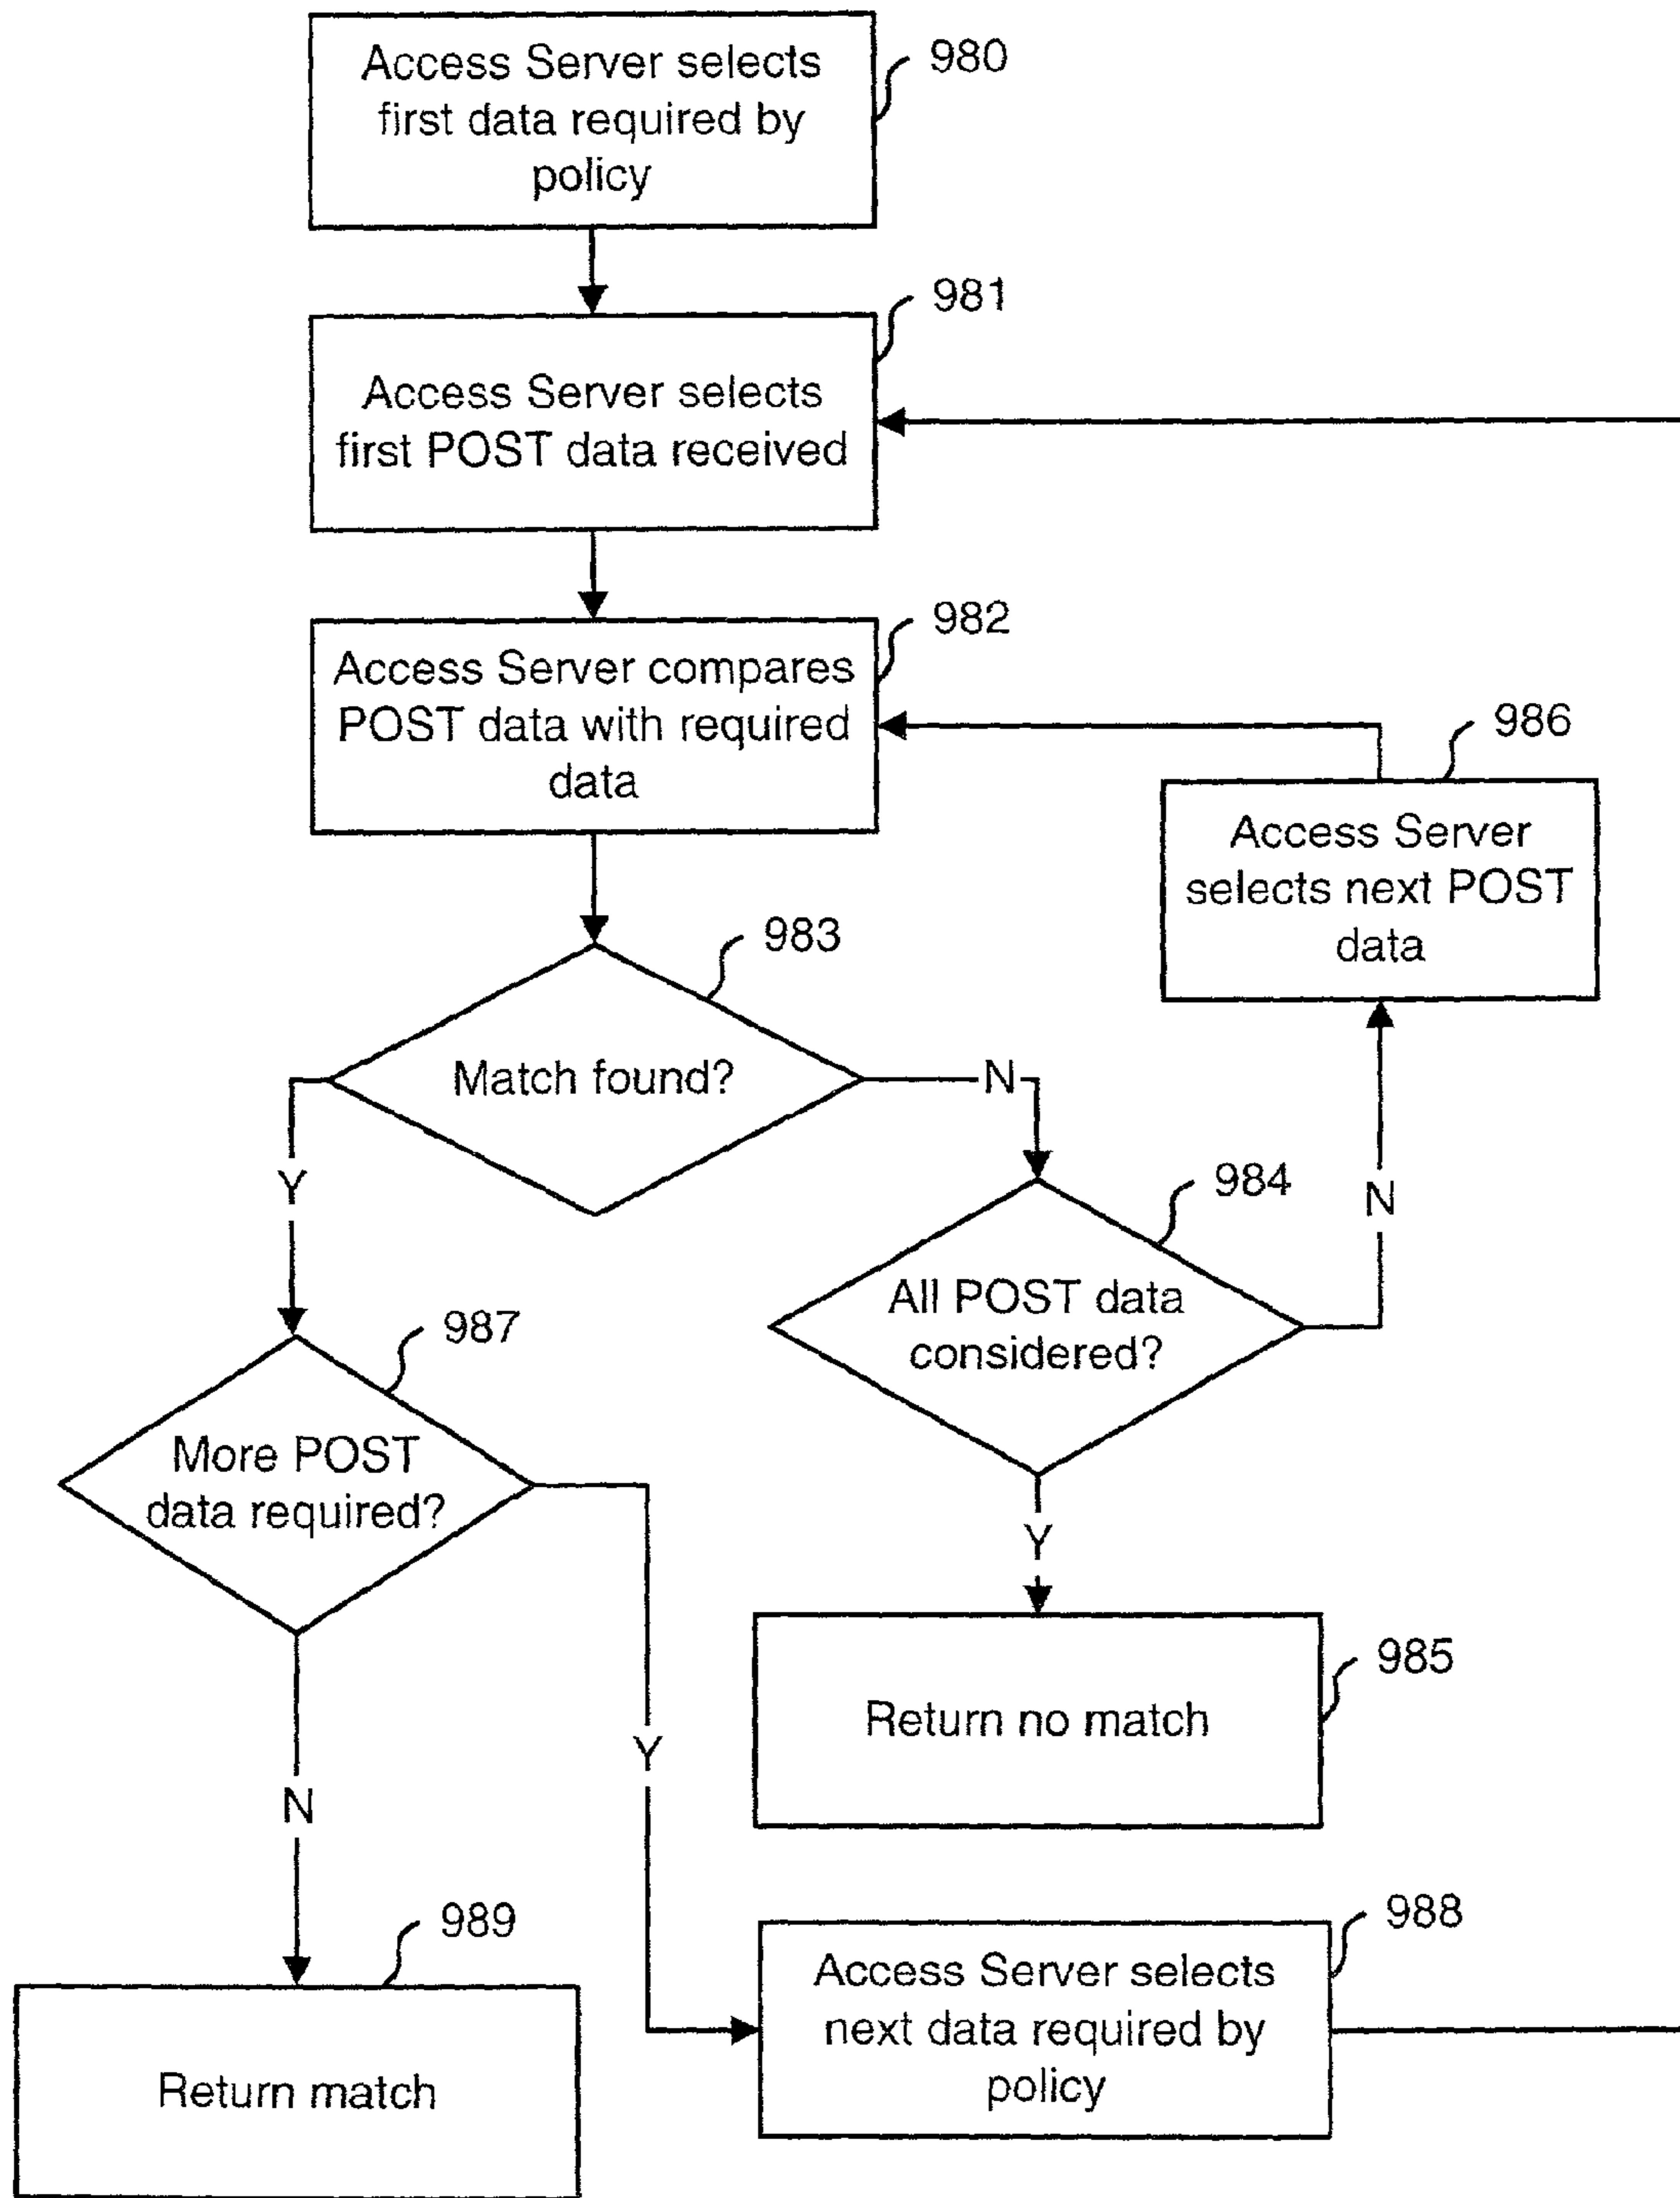 Access Server selects
first data required by
policy
980
Access Server selects
first POST data received
981
Access Server compares
POST data with required
data
982
Access Server
selects next POST
data
986
Match found?
983
N
Y
All POST data
considered?
984
N
Y
More POST
data required?
987
Y
N
Return no match
985
Access Server selects
next data required by
policy
988
Return match
989